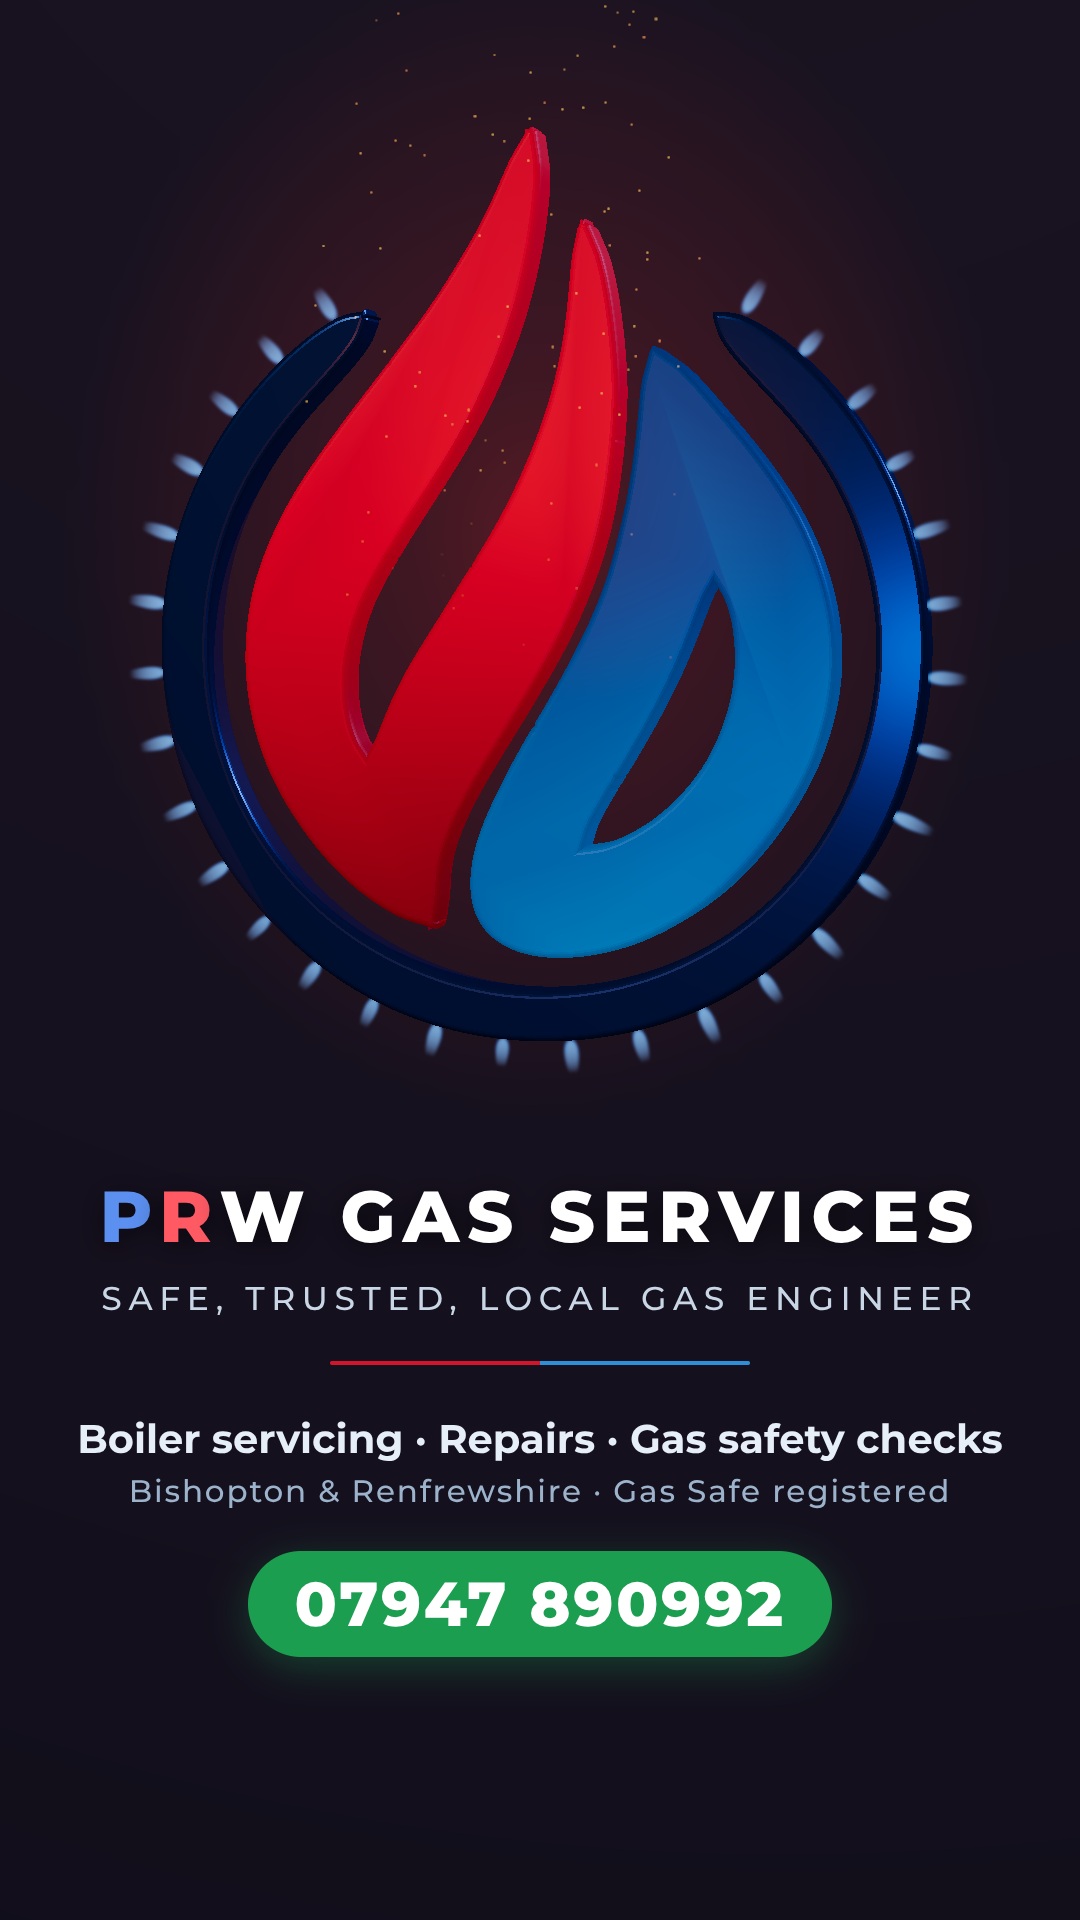 PRW GAS SERVICES
SAFE, TRUSTED, LOCAL GAS ENGINEER
Boiler servicing · Repairs · Gas safety checks
Bishopton & Renfrewshire · Gas Safe registered
07947 890992